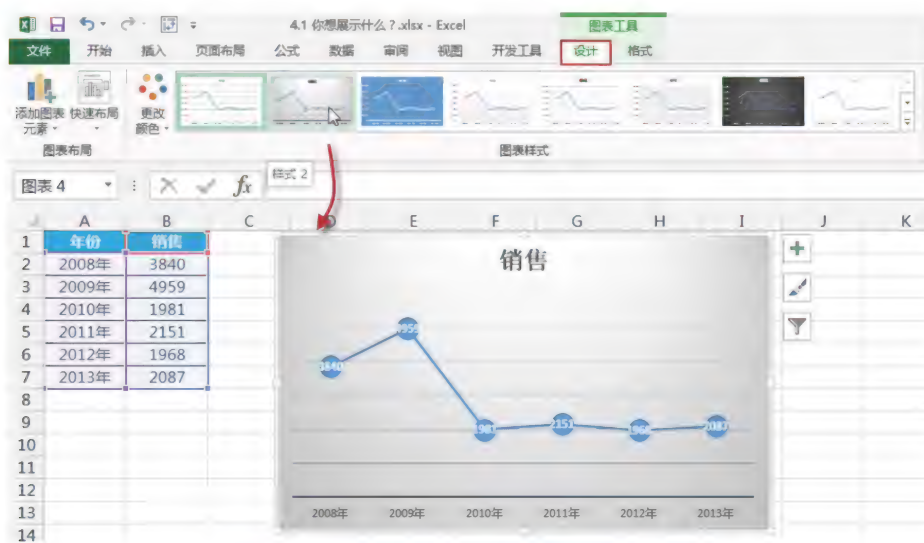 4.1 你想展示什么?.xlsx - Excel
图表工具
文件 开始 插入 页面布局 公式 数据 审阅 视图 开发工具 设计 格式
添加图表元素 快速布局 更改颜色
图表布局 图表样式
图表 4 fx 样式 2
A B C D E F G H I J K
1 年份 销售
2 2008年 3840
3 2009年 4959
4 2010年 1981
5 2011年 2151
6 2012年 1968
7 2013年 2087
8
9
10
11
12
13
14
销售
3840 4959 1981 2151 1968 2087
2008年 2009年 2010年 2011年 2012年 2013年